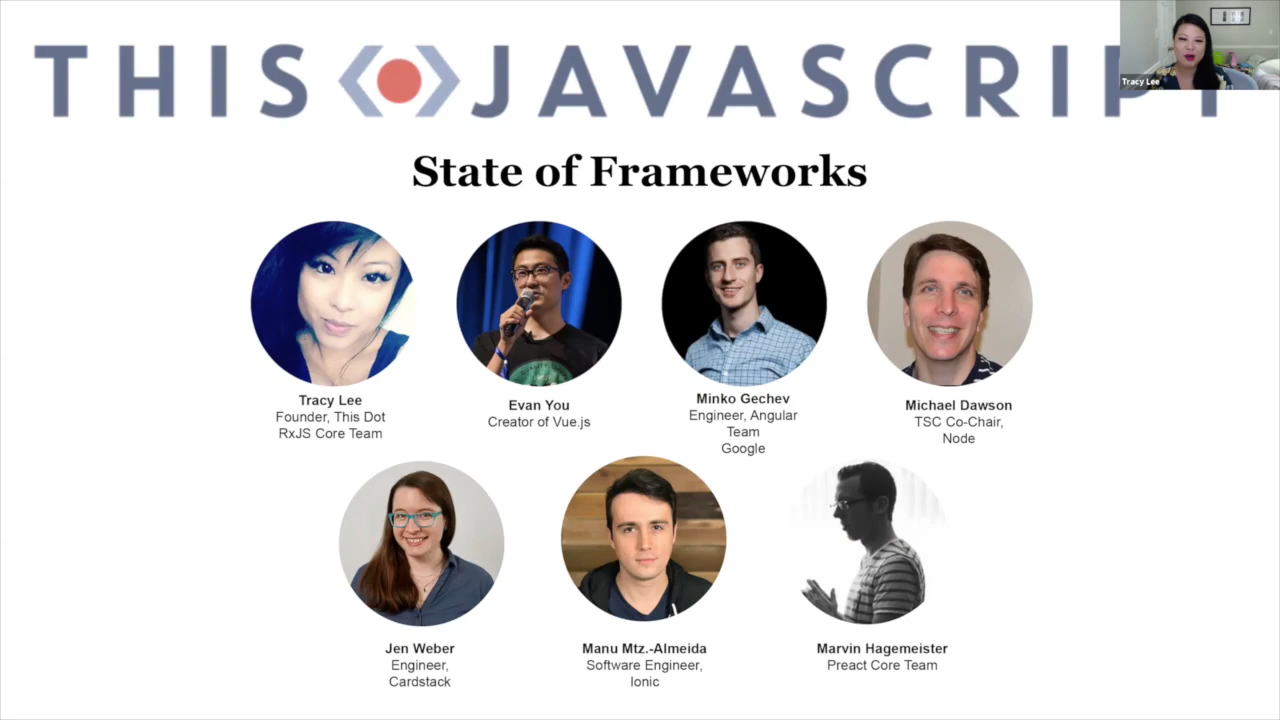 THIS JAVASCRIPT
Tracy Lee
State of Frameworks
Tracy Lee
Founder, This Dot
RxJS Core Team
Evan You
Creator of Vue.js
Minko Gechev
Engineer, Angular
Team
Google
Michael Dawson
TSC Co-Chair,
Node
Jen Weber
Engineer,
Cardstack
Manu Mtz.-Almeida
Software Engineer,
Ionic
Marvin Hagemeister
Preact Core Team